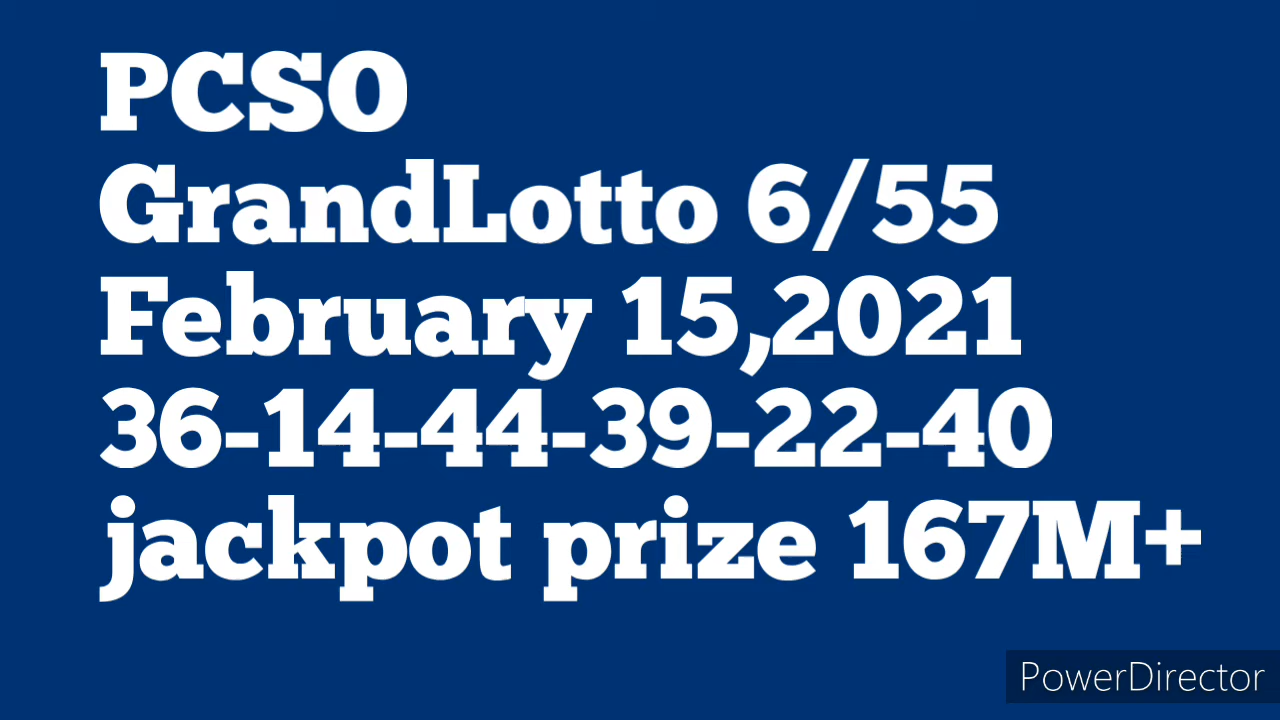 PCSO
GrandLotto 6/55
February 15,2021
36-14-44-39-22-40
jackpot prize 167M+
PowerDirector